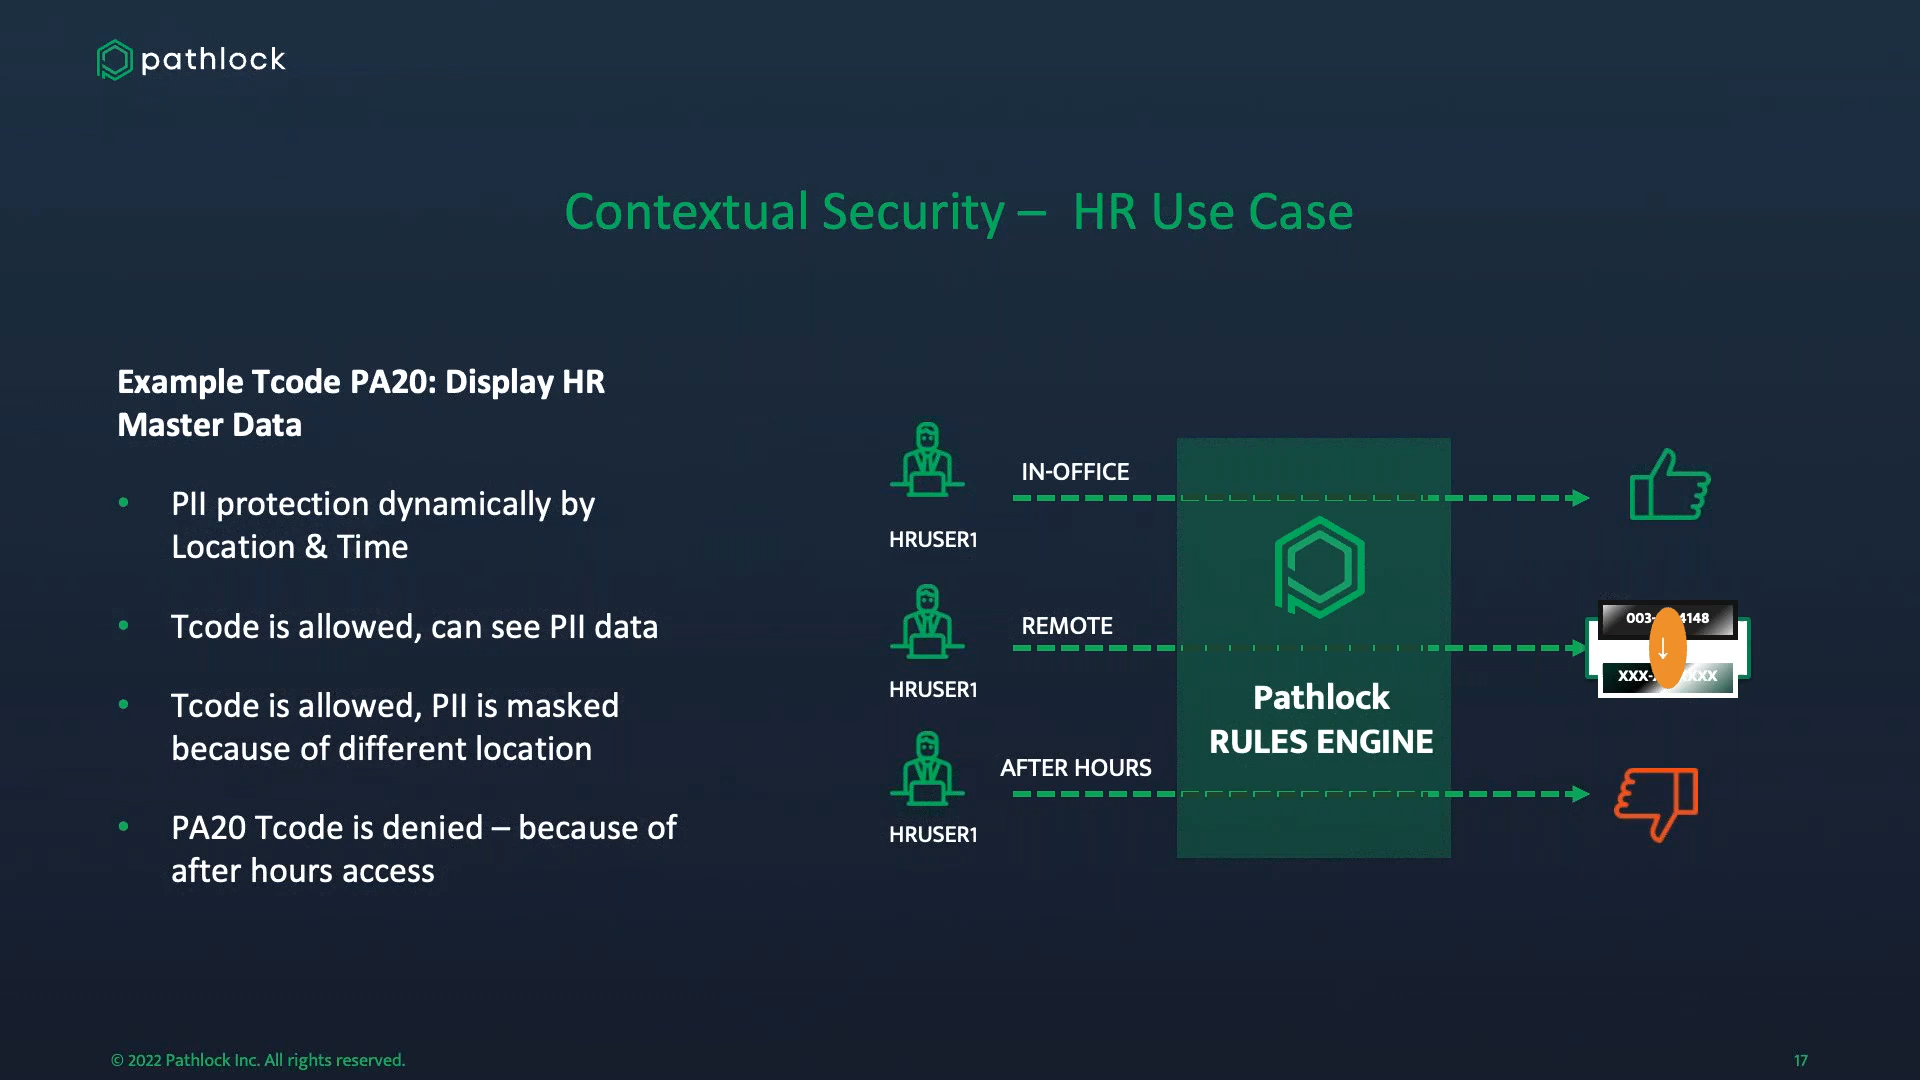 pathlock
Contextual Security – HR Use Case
Example Tcode PA20: Display HR
Master Data
• PII protection dynamically by
Location & Time
• Tcode is allowed, can see PII data
• Tcode is allowed, PII is masked
because of different location
• PA20 Tcode is denied – because of
after hours access
IN-OFFICE
HRUSER1
REMOTE
HRUSER1
AFTER HOURS
HRUSER1
Pathlock
RULES ENGINE
© 2022 Pathlock Inc. All rights reserved.
17